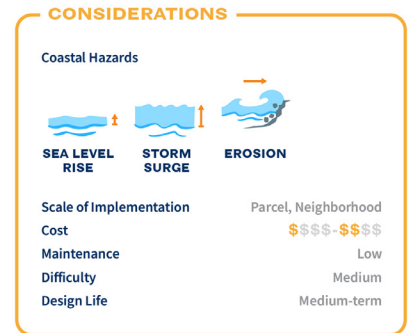 CONSIDERATIONS
Coastal Hazards
SEA LEVEL RISE
STORM SURGE
EROSION
Scale of Implementation Parcel, Neighborhood
Cost $$$$-$$$$
Maintenance Low
Difficulty Medium
Design Life Medium-term